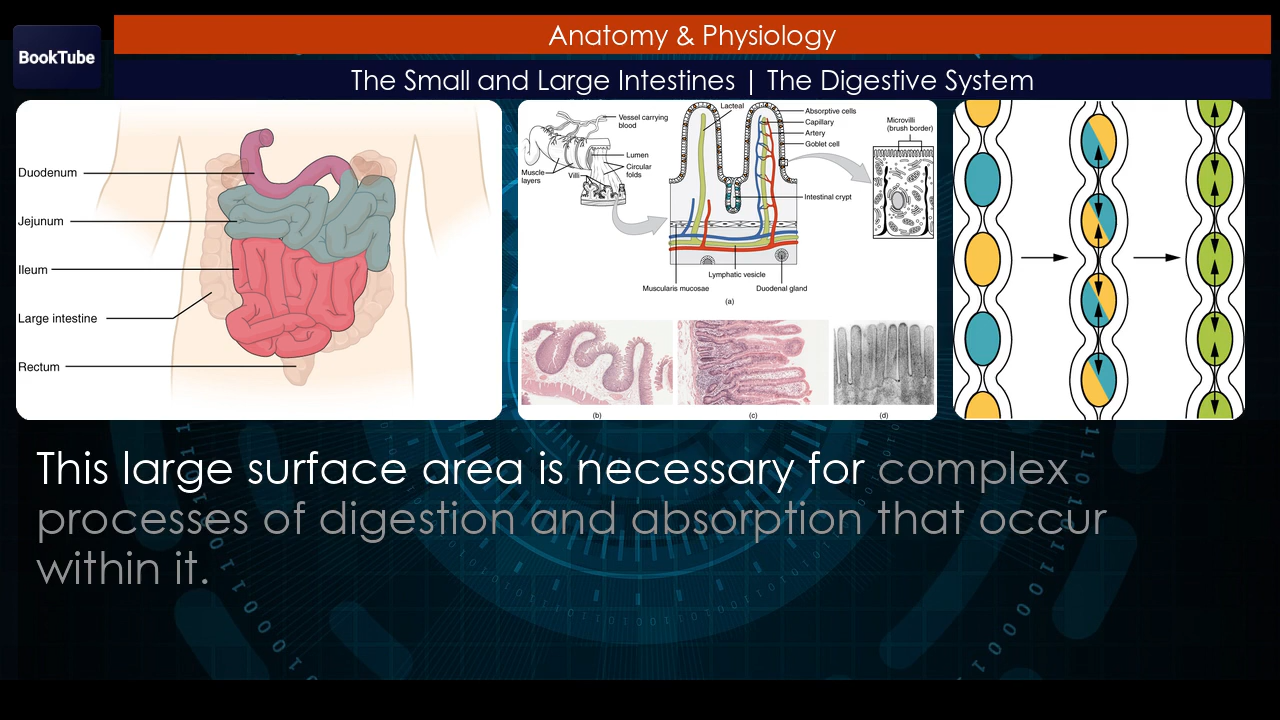 BookTube
Anatomy & Physiology
The Small and Large Intestines | The Digestive System
Duodenum
Jejunum
Ileum
Large intestine
Rectum
Vessel carrying
blood
Lumen
Circular
folds
Muscle
layers
Villi
Lacteal
Absorptive cells
Capillary
Artery
Goblet cell
Intestinal crypt
Microvilli
(brush border)
Lymphatic vesicle
Muscularis mucosae
Duodenal gland
(a)
(b)
(c)
(d)
This large surface area is necessary for complex
processes of digestion and absorption that occur
within it.